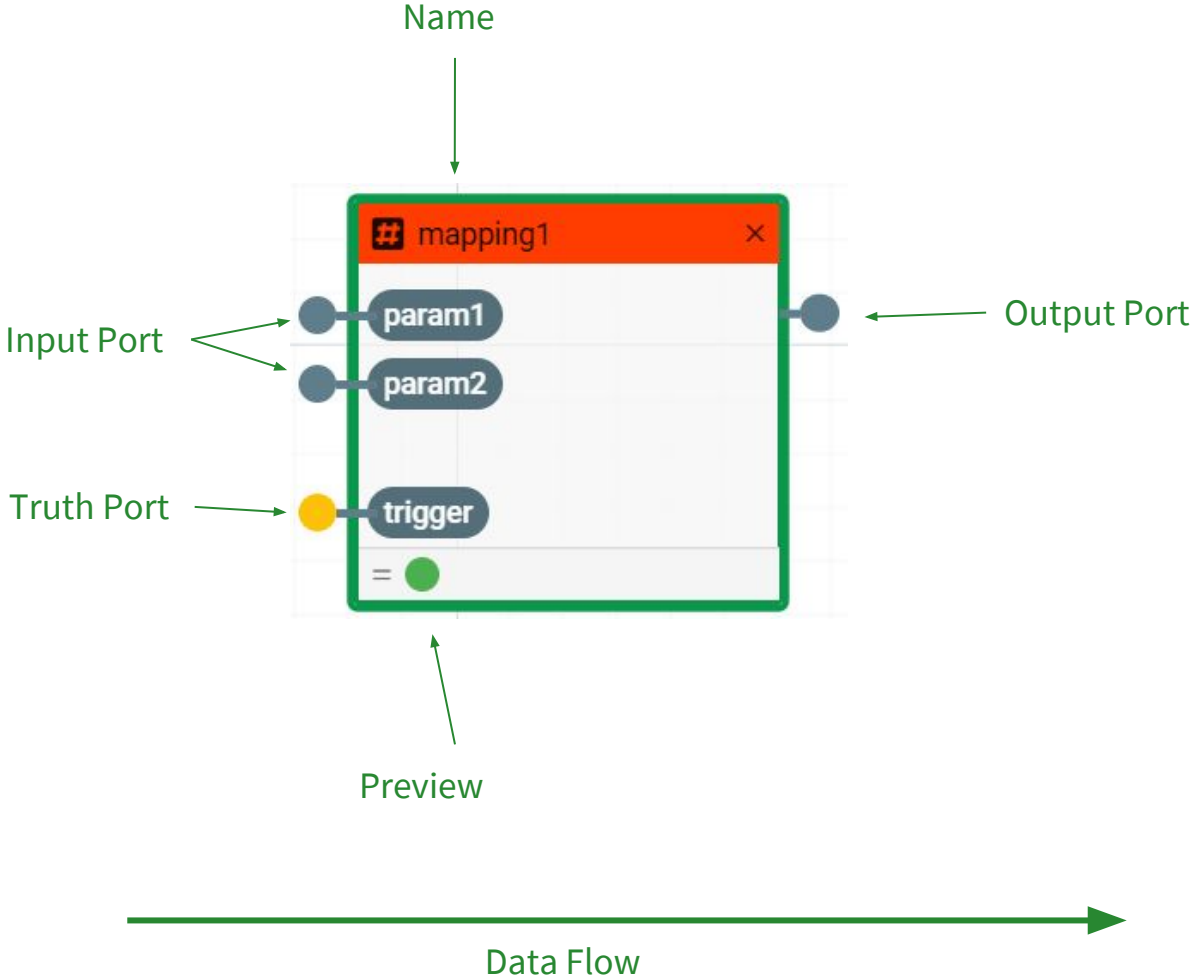 Name
# mapping1 ×
param1
Output Port
Input Port
param2
Truth Port
trigger
=
Preview
Data Flow